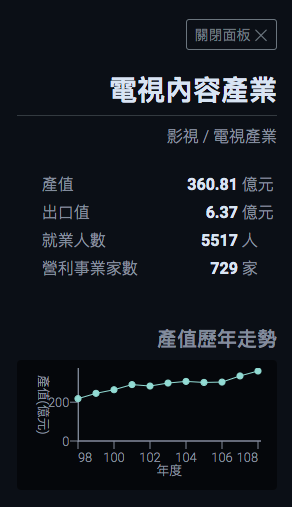 關閉面板
電視內容產業
影視 / 電視產業
產值 360.81 億元
出口值 6.37 億元
就業人數 5517 人
營利事業家數 729 家
產值歷年走勢
產值(億元)
200
0
98 100 102 104 106 108
年度